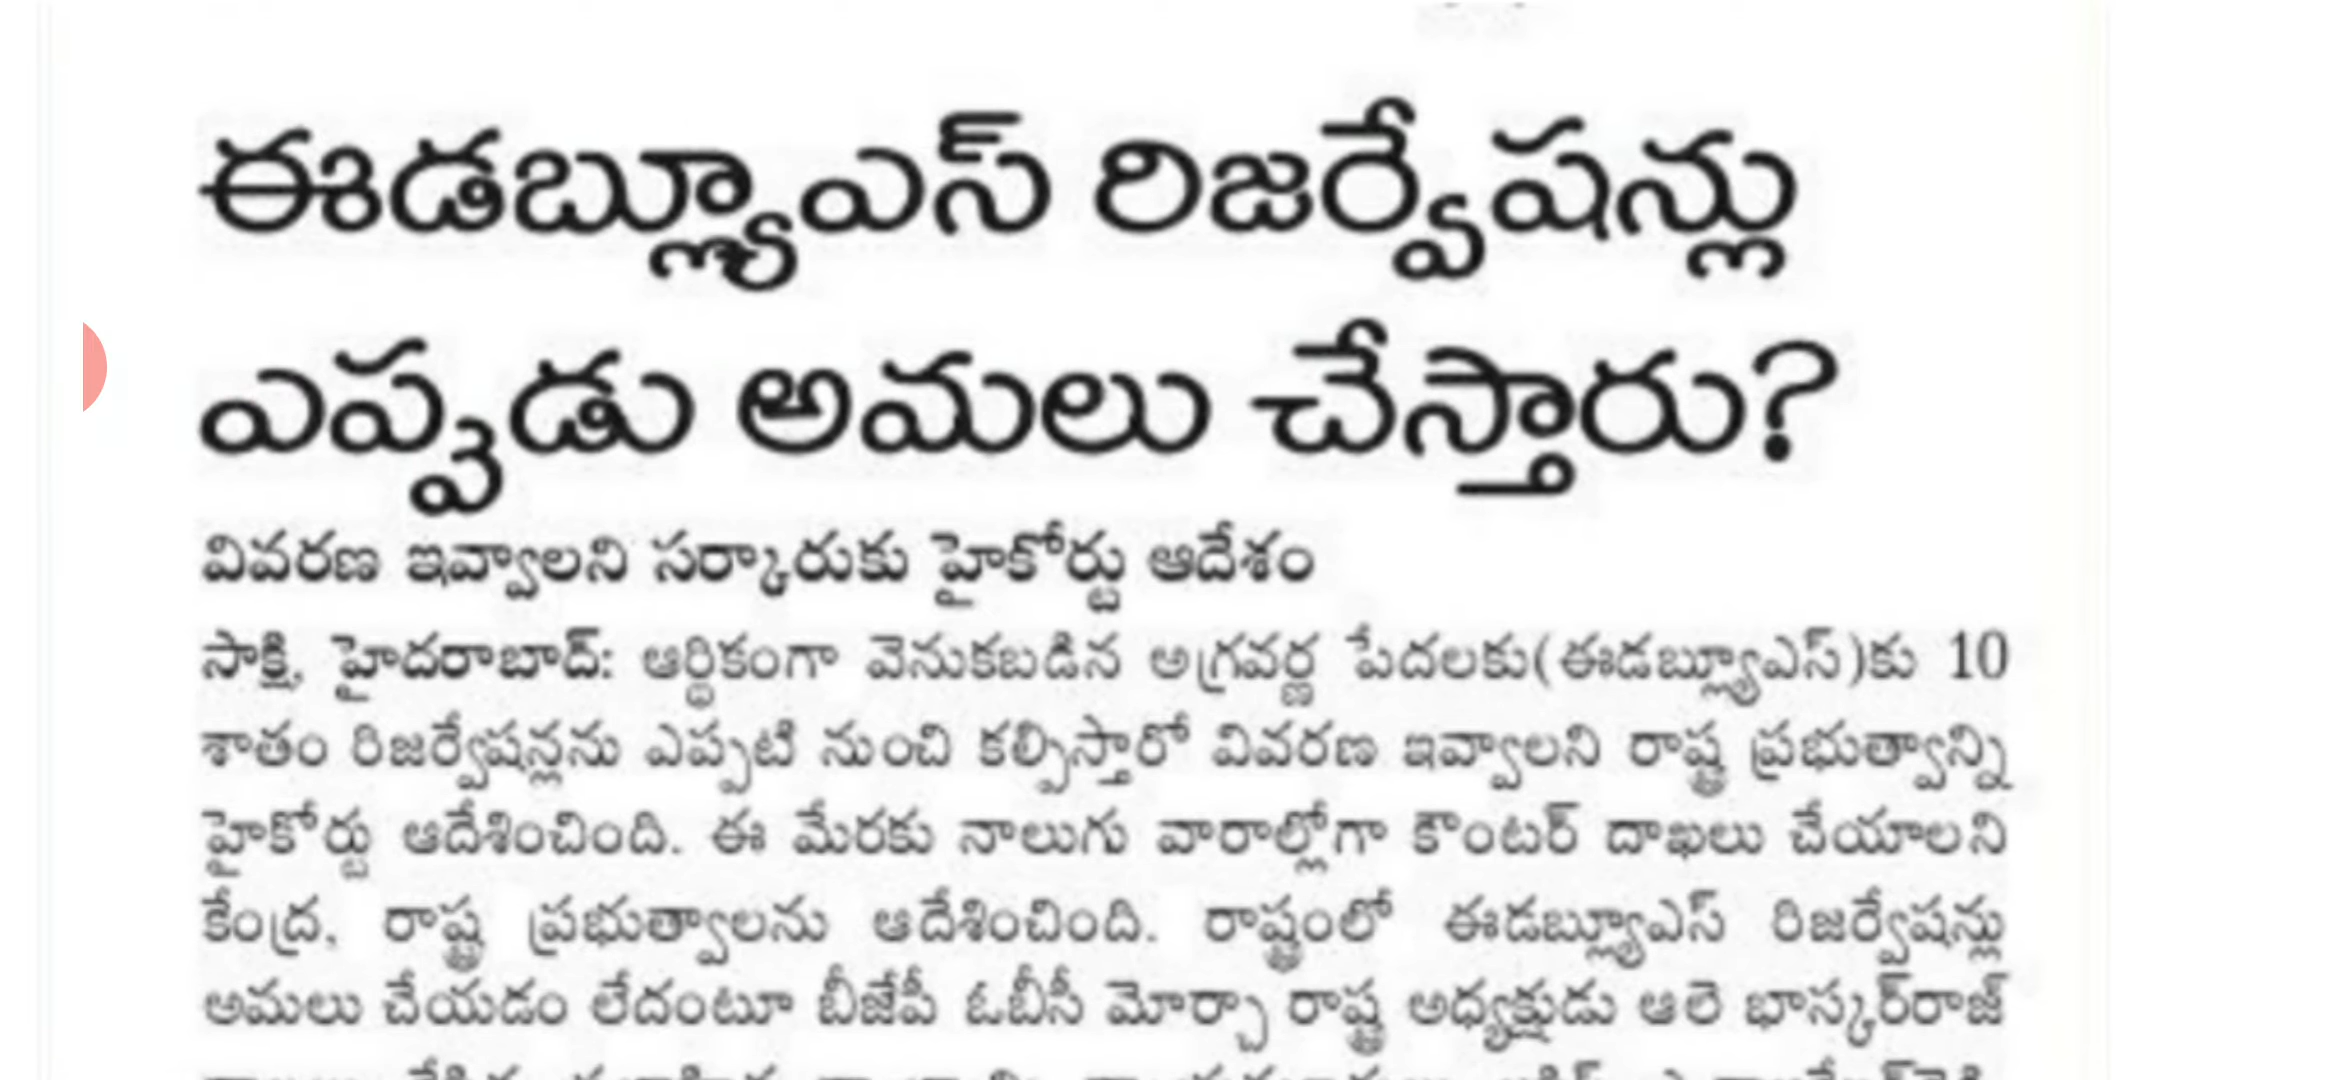 ఈడబ్ల్యూఎస్ రిజర్వేషన్లు
ఎప్పుడు అమలు చేస్తారు?
వివరణ ఇవ్వాలని సర్కారుకు హైకోర్టు ఆదేశం
సాక్షి, హైదరాబాద్: ఆర్థికంగా వెనుకబడిన అగ్రవర్ణ పేదలకు(ఈడబ్ల్యూఎస్)కు 10
శాతం రిజర్వేషన్లను ఎప్పటి నుంచి కల్పిస్తారో వివరణ ఇవ్వాలని రాష్ట్ర ప్రభుత్వాన్ని
హైకోర్టు ఆదేశించింది. ఈ మేరకు నాలుగు వారాల్లోగా కౌంటర్ దాఖలు చేయాలని
కేంద్ర, రాష్ట్ర ప్రభుత్వాలను ఆదేశించింది. రాష్ట్రంలో ఈడబ్ల్యూఎస్ రిజర్వేషన్లు
అమలు చేయడం లేదంటూ బీజేపీ ఓబీసీ మోర్చా రాష్ట్ర అధ్యక్షుడు ఆలె భాస్కర్‌రాజ్